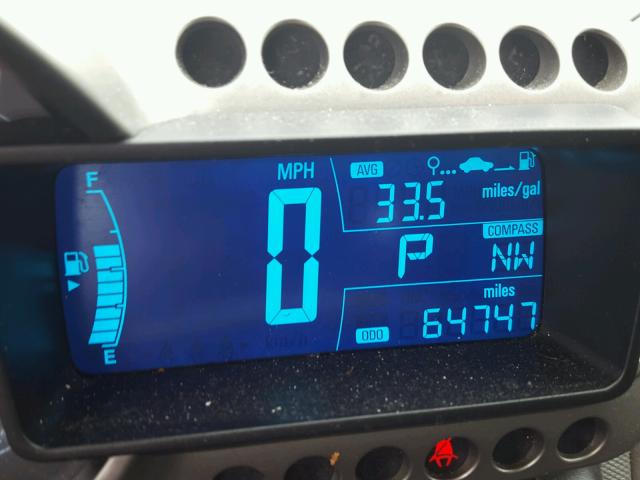 F
MPH
AVG
33.5 miles/gal
0
P
COMPASS
NW
miles
E
ODO
64747